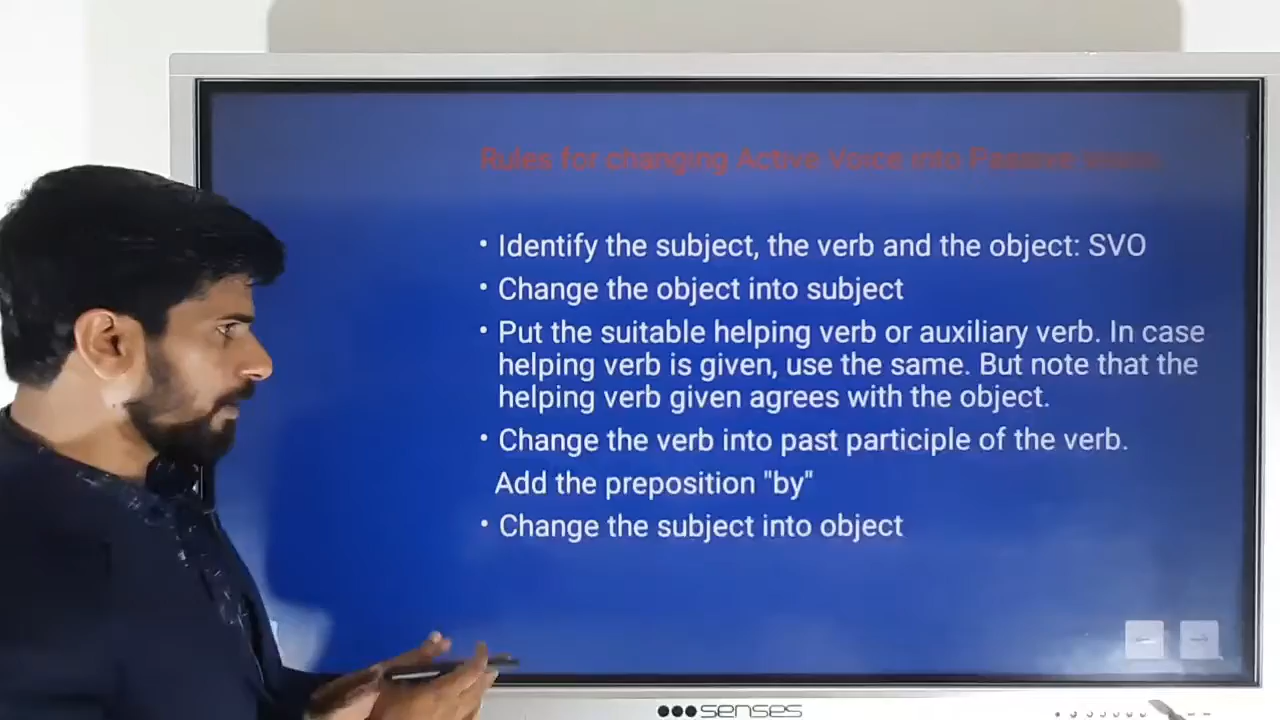 Rules for changing Active Voice into Passive Voice
• Identify the subject, the verb and the object: SVO
• Change the object into subject
• Put the suitable helping verb or auxiliary verb. In case
helping verb is given, use the same. But note that the
helping verb given agrees with the object.
• Change the verb into past participle of the verb.
Add the preposition "by"
• Change the subject into object
senses